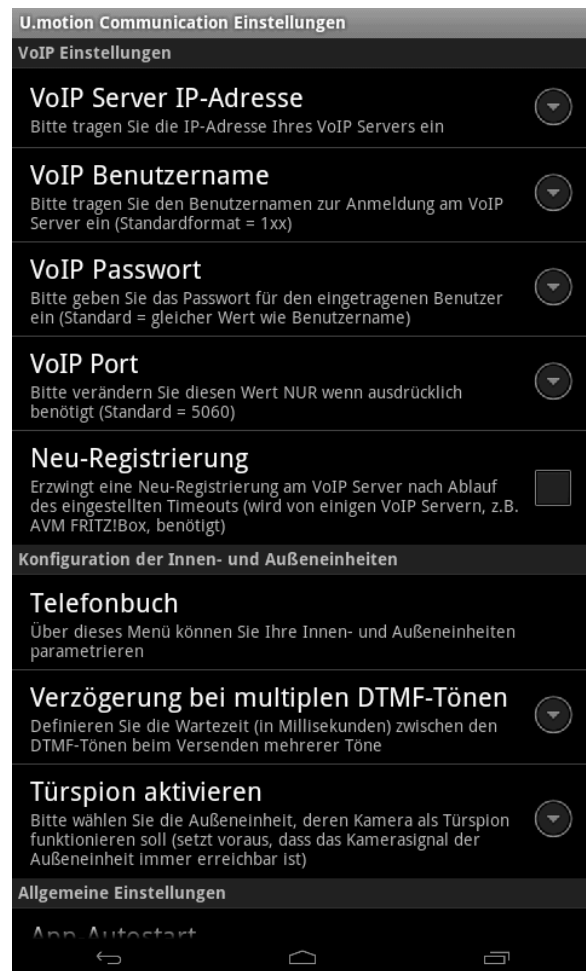 U.motion Communication Einstellungen
VoIP Einstellungen
VoIP Server IP-Adresse
Bitte tragen Sie die IP-Adresse Ihres VoIP Servers ein
VoIP Benutzername
Bitte tragen Sie den Benutzernamen zur Anmeldung am VoIP
Server ein (Standardformat = 1xx)
VoIP Passwort
Bitte geben Sie das Passwort für den eingetragenen Benutzer
ein (Standard = gleicher Wert wie Benutzername)
VoIP Port
Bitte verändern Sie diesen Wert NUR wenn ausdrücklich
benötigt (Standard = 5060)
Neu-Registrierung
Erzwingt eine Neu-Registrierung am VoIP Server nach Ablauf
des eingestellten Timeouts (wird von einigen VoIP Servern, z.B.
AVM FRITZ!Box, benötigt)
Konfiguration der Innen- und Außeneinheiten
Telefonbuch
Über dieses Menü können Sie Ihre Innen- und Außeneinheiten
parametrieren
Verzögerung bei multiplen DTMF-Tönen
Definieren Sie die Wartezeit (in Millisekunden) zwischen den
DTMF-Tönen beim Versenden mehrerer Töne
Türspion aktivieren
Bitte wählen Sie die Außeneinheit, deren Kamera als Türspion
funktionieren soll (setzt voraus, dass das Kamerasignal der
Außeneinheit immer erreichbar ist)
Allgemeine Einstellungen
App-Autostart